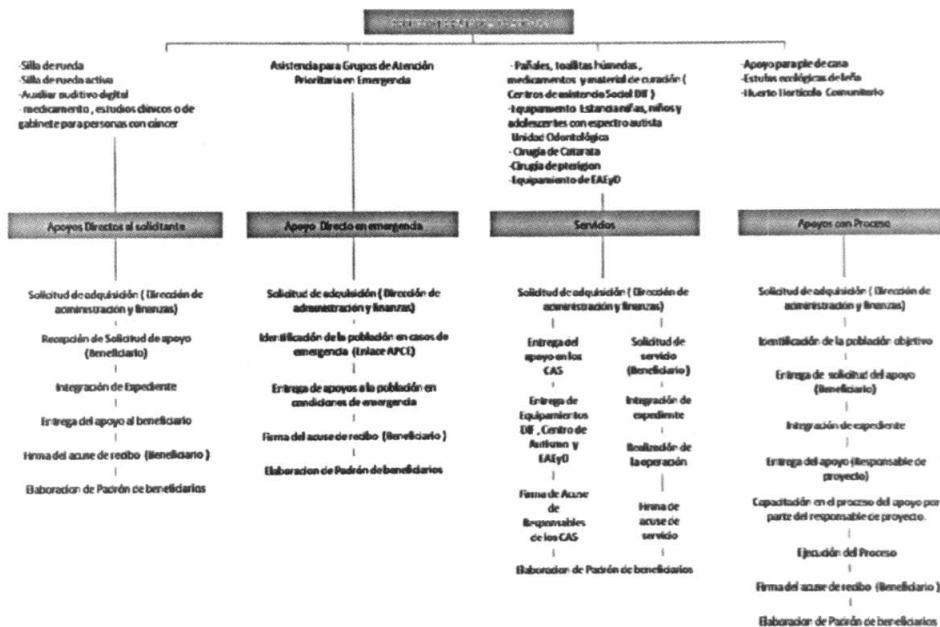 -Silla de rueda
-Silla de rueda activa
-Auxiliar auditivo digital
-medicamento, estudios clínicos o de
gabinete para personas con cáncer
Asistencia para Grupos de Atención
Prioritaria en Emergencia
- Pañales, toallitas húmedas,
medicamentos y material de curación (
Centros de asistencia Social DIF)
-Equipamiento Estancia niñas, niños y
adolescentes con espectro autista
Unidad Odontológica
- Cirugía de Catarata
-Cirugía de pterigion
-Equipamiento de EAEyD
-Apoyo para pie de casa
-Estufas ecológicas de leña
-Huerto Hortícola Comunitario
Apoyos Directos al solicitante
Apoyo Directo en emergencia
Servicios
Apoyos con Proceso
Solicitud de adquisición ( Dirección de
administración y finanzas)
Recepción de Solicitud de apoyo
(Beneficiario)
Integración de Expediente
Entrega del apoyo al beneficiario
Firma del acuse de recibo (Beneficiario )
Elaboracion de Padrón de beneficiarios
Solicitud de adquisición ( Dirección de
administración y finanzas)
Identificación de la población en casos de
emergencia (Enlace APCE)
Entrega de apoyos a la población en
condiciones de emergencia
Firma del acuse de recibo (Beneficiario )
Elaboracion de Padrón de beneficiarios
Solicitud de adquisición ( Dirección de
administración y finanzas)
Entrega del
apoyo en los
CAS
Entrega de
Equipamientos
DIF, Centro de
Autismo y
EAEyD
Firma de Acuse
de
Responsables
de los CAS
Solicitud de
servicio
(Beneficiario)
Integración de
expediente
Realización de
la operación
Firma de
acuse de
servicio
Elaboracion de Padrón de beneficiarios
Solicitud de adquisición ( Dirección de
administración y finanzas)
Identificación de la población objetivo
Entrega de solicitud del apoyo
(Beneficiario)
Integración de expediente
Entrega del apoyo (Responsable de
proyecto)
Capacitación en el proceso del apoyo por
parte del responsable de proyecto.
Ejecución del Proceso
Firma del acuse de recibo (Beneficiario )
Elaboracion de Padrón de beneficiarios